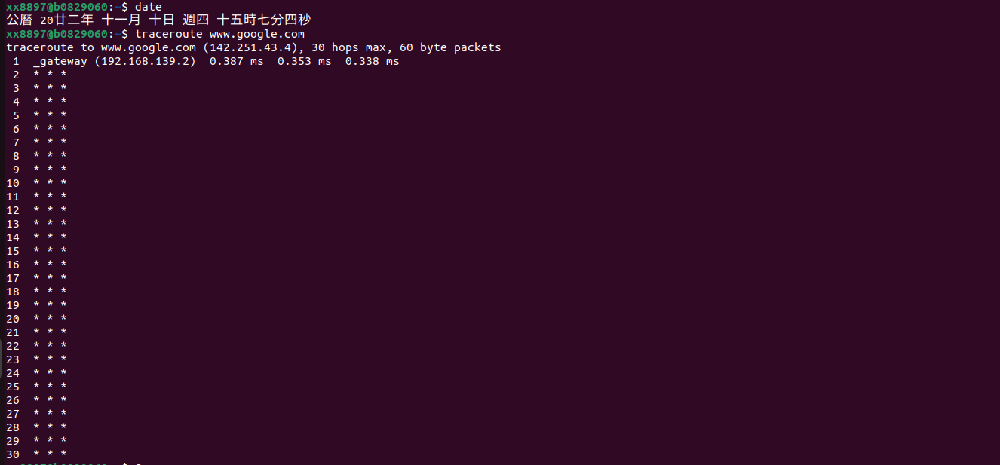 xx8897@b0829060:~$ date
公曆 20廿二年 十一月 十日 週四 十五時七分四秒
xx8897@b0829060:~$ traceroute www.google.com
traceroute to www.google.com (142.251.43.4), 30 hops max, 60 byte packets
 1  _gateway (192.168.139.2)  0.387 ms  0.353 ms  0.338 ms
 2  * * *
 3  * * *
 4  * * *
 5  * * *
 6  * * *
 7  * * *
 8  * * *
 9  * * *
10  * * *
11  * * *
12  * * *
13  * * *
14  * * *
15  * * *
16  * * *
17  * * *
18  * * *
19  * * *
20  * * *
21  * * *
22  * * *
23  * * *
24  * * *
25  * * *
26  * * *
27  * * *
28  * * *
29  * * *
30  * * *